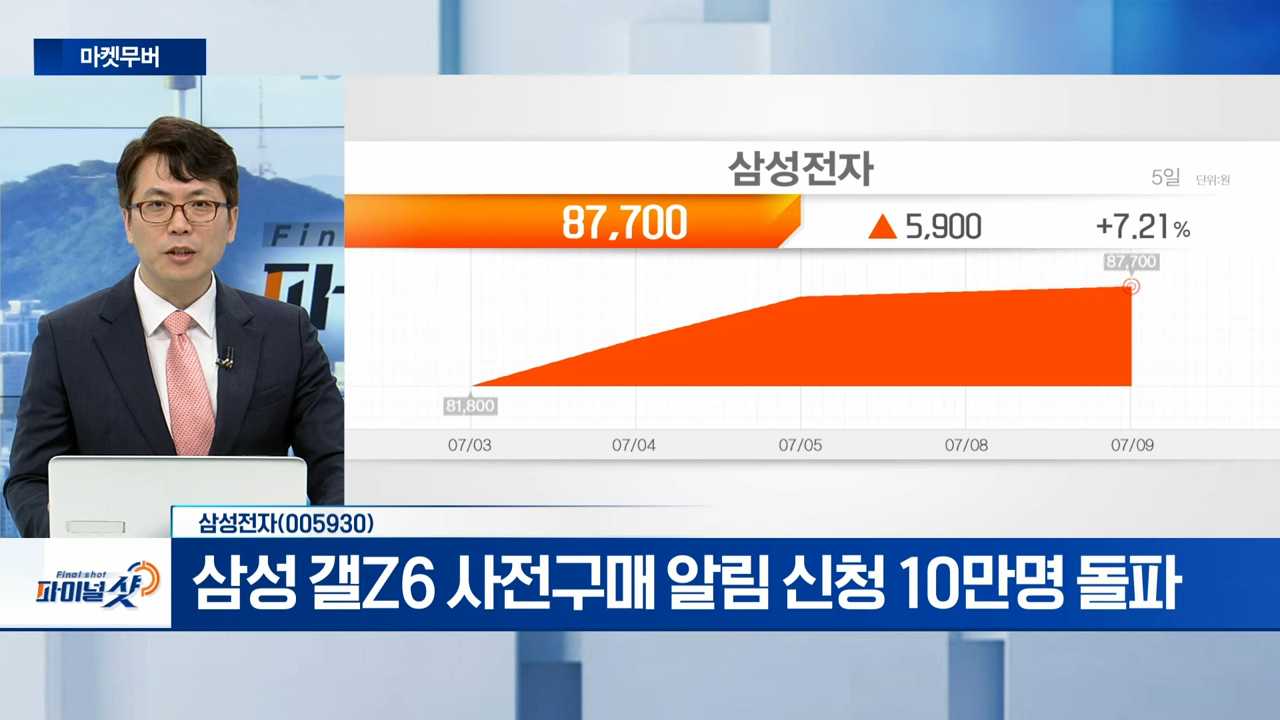 마켓무버
Fin
파
삼성전자
5일 단위:원
87,700
▲ 5,900
+7.21%
87,700
81,800
07/03 07/04 07/05 07/08 07/09
삼성전자(005930)
Final shot
파이널샷
삼성 갤Z6 사전구매 알림 신청 10만명 돌파